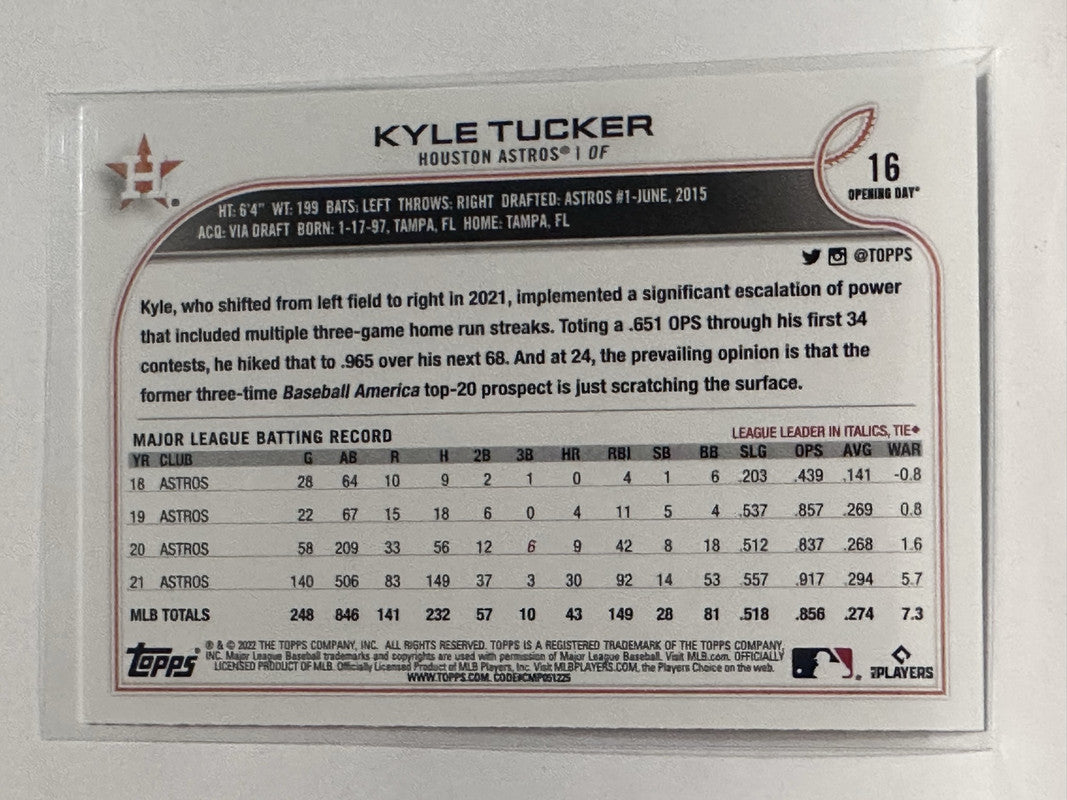 KYLE TUCKER
HOUSTON ASTROS® | OF
H
16
OPENING DAY®
HT: 6'4" WT: 199 BATS: LEFT THROWS: RIGHT DRAFTED: ASTROS #1-JUNE, 2015
ACQ: VIA DRAFT BORN: 1-17-97, TAMPA, FL HOME: TAMPA, FL
@TOPPS
Kyle, who shifted from left field to right in 2021, implemented a significant escalation of power
that included multiple three-game home run streaks. Toting a .651 OPS through his first 34
contests, he hiked that to .965 over his next 68. And at 24, the prevailing opinion is that the
former three-time Baseball America top-20 prospect is just scratching the surface.
MAJOR LEAGUE BATTING RECORD
LEAGUE LEADER IN ITALICS, TIE◆
YR CLUB G AB R H 2B 3B HR RBI SB BB SLG OPS AVG WAR
18 ASTROS 28 64 10 9 2 1 0 4 1 6 .203 .439 .141 -0.8
19 ASTROS 22 67 15 18 6 0 4 11 5 4 .537 .857 .269 0.8
20 ASTROS 58 209 33 56 12 6 9 42 8 18 .512 .837 .268 1.6
21 ASTROS 140 506 83 149 37 3 30 92 14 53 .557 .917 .294 5.7
MLB TOTALS 248 846 141 232 57 10 43 149 28 81 .518 .856 .274 7.3
Topps®
® & © 2022 THE TOPPS COMPANY, INC. ALL RIGHTS RESERVED. TOPPS IS A REGISTERED TRADEMARK OF THE TOPPS COMPANY,
INC. Major League Baseball trademarks and copyrights are used with permission of Major League Baseball. Visit MLB.com. OFFICIALLY
LICENSED PRODUCT OF MLB. Officially Licensed Product of MLB Players, Inc. Visit MLBPLAYERS.COM, the Players Choice on the web.
WWW.TOPPS.COM. CODE#CMP051225
PLAYERS